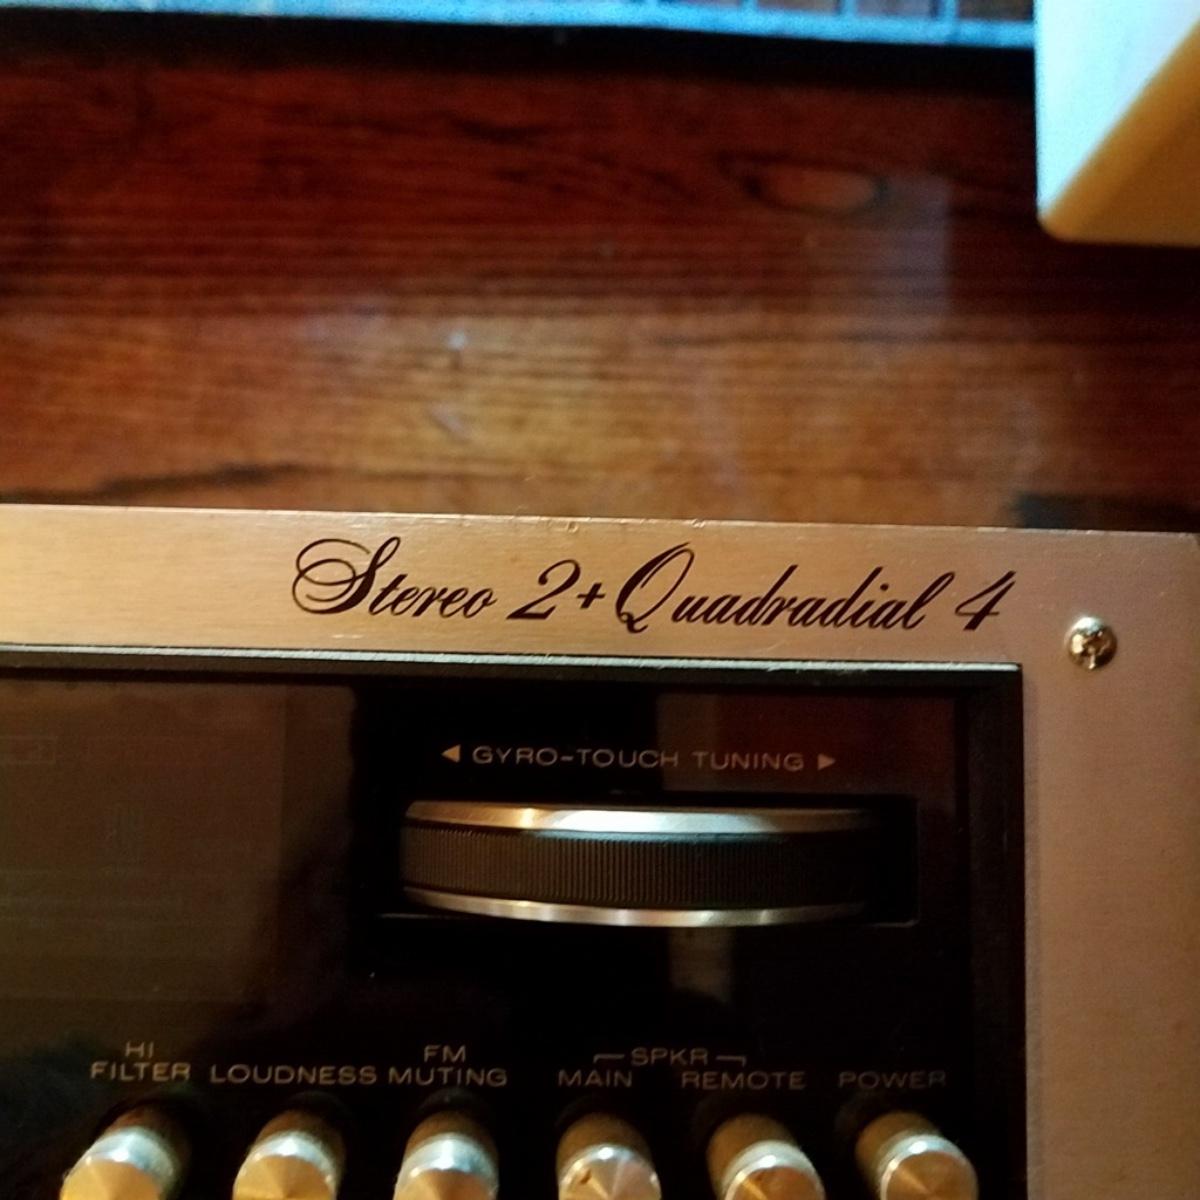 Stereo 2+Quadradial 4
◄ GYRO-TOUCH TUNING ►
HI FILTER
LOUDNESS
FM MUTING
SPKR
MAIN
REMOTE
POWER